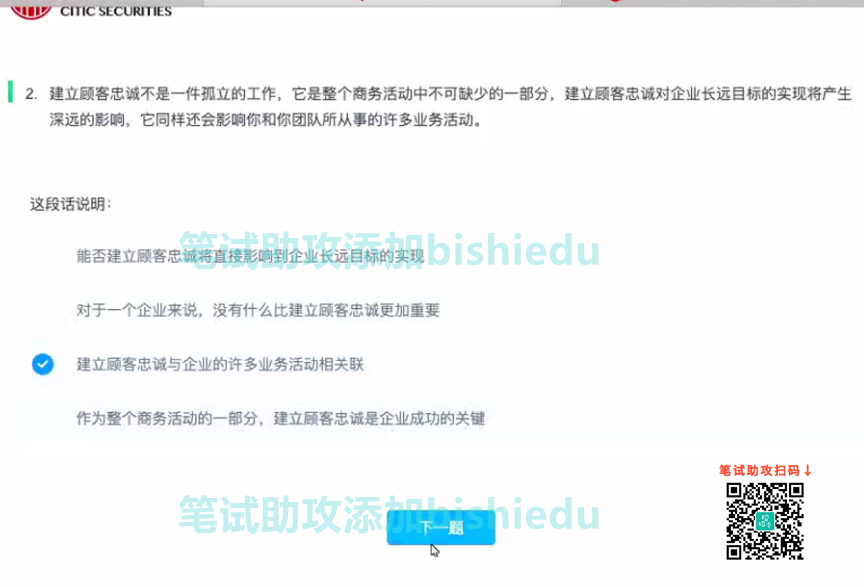 CITIC SECURITIES
2. 建立顾客忠诚不是一件孤立的工作，它是整个商务活动中不可缺少的一部分，建立顾客忠诚对企业长远目标的实现将产生
深远的影响，它同样还会影响你和你团队所从事的许多业务活动。
这段话说明：
笔试助攻添加bishiedu
能否建立顾客忠诚将直接影响到企业长远目标的实现
对于一个企业来说，没有什么比建立顾客忠诚更加重要
建立顾客忠诚与企业的许多业务活动相关联
作为整个商务活动的一部分，建立顾客忠诚是企业成功的关键
笔试助攻扫码↓
笔试助攻添加bishiedu
下一题